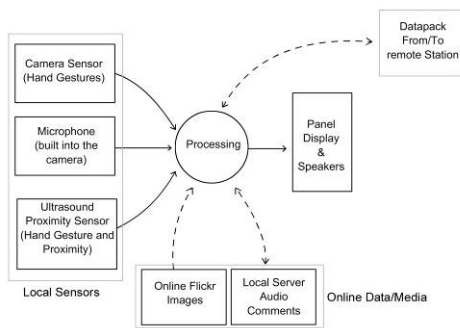 Camera Sensor
(Hand Gestures)
Microphone
(built into the
camera)
Ultrasound
Proximity Sensor
(Hand Gesture and
Proximity)
Local Sensors
Processing
Datapack
From/To
remote Station
Panel
Display
&
Speakers
Online Flickr
Images
Local Server
Audio
Comments
Online Data/Media